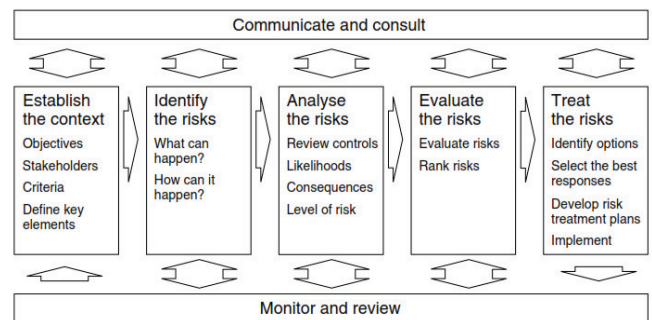 Communicate and consult
Establish
the context
Objectives
Stakeholders
Criteria
Define key
elements
Identify
the risks
What can
happen?
How can it
happen?
Analyse
the risks
Review controls
Likelihoods
Consequences
Level of risk
Evaluate
the risks
Evaluate risks
Rank risks
Treat
the risks
Identify options
Select the best
responses
Develop risk
treatment plans
Implement
Monitor and review